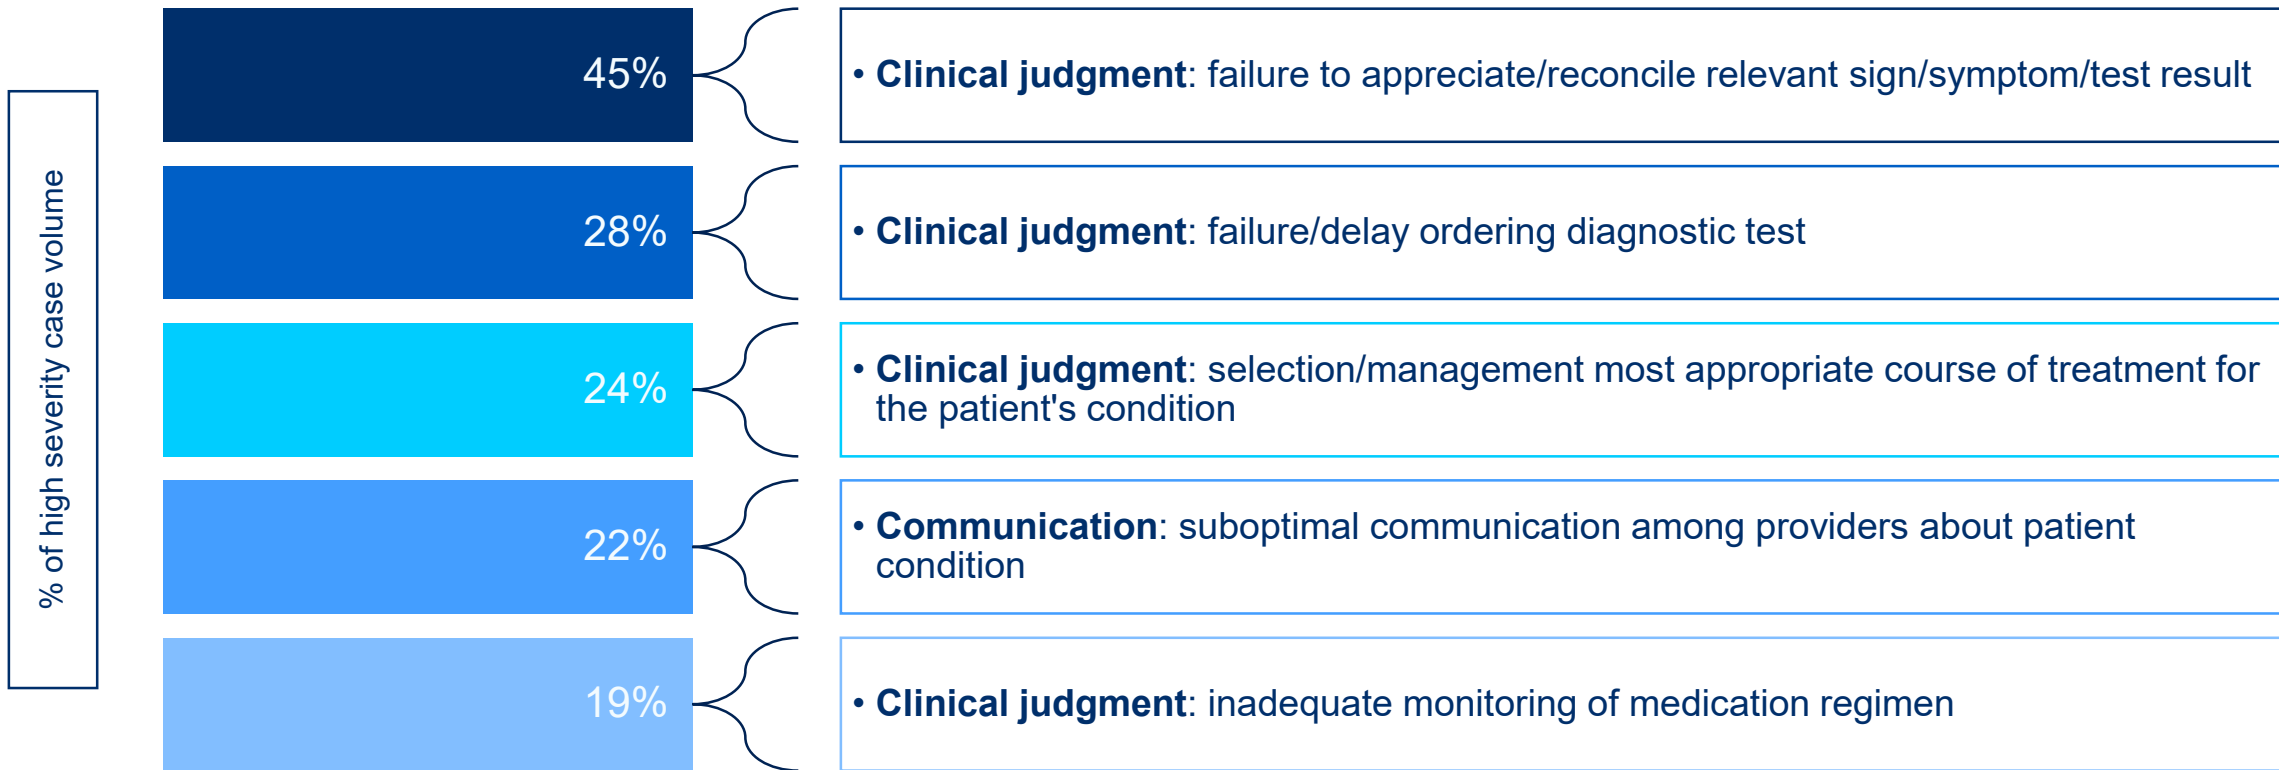 % of high severity case volume
45%
• Clinical judgment: failure to appreciate/reconcile relevant sign/symptom/test result
28%
• Clinical judgment: failure/delay ordering diagnostic test
24%
• Clinical judgment: selection/management most appropriate course of treatment for
the patient's condition
22%
• Communication: suboptimal communication among providers about patient
condition
19%
• Clinical judgment: inadequate monitoring of medication regimen